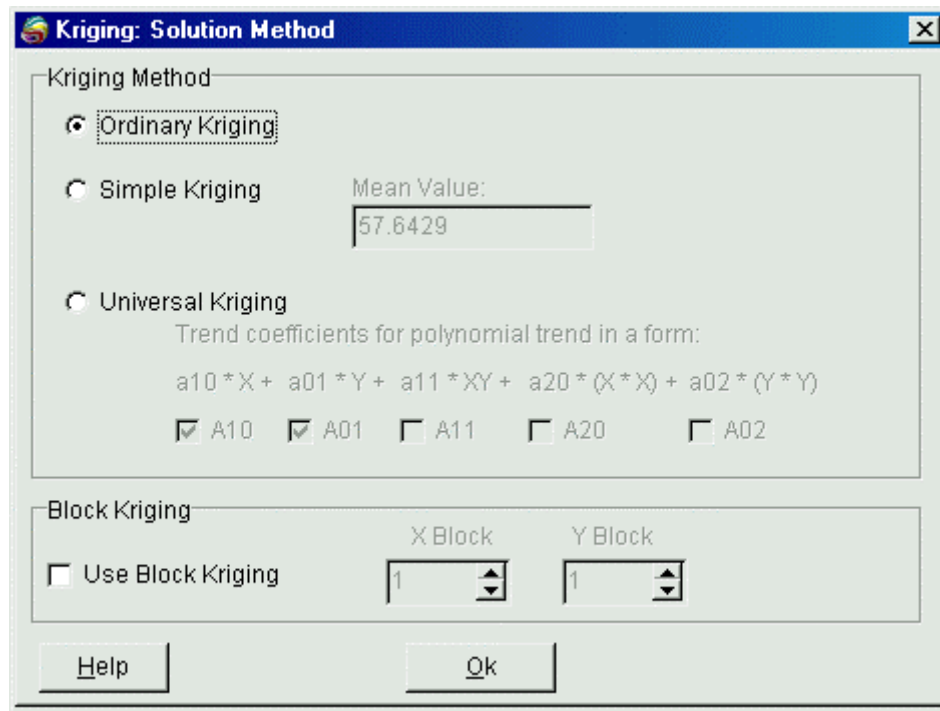 Kriging: Solution Method
Kriging Method
Ordinary Kriging
Simple Kriging
Mean Value:
57.6429
Universal Kriging
Trend coefficients for polynomial trend in a form:
a10 * X + a01 * Y + a11 * XY + a20 * (X * X) + a02 * (Y * Y)
A10 A01 A11 A20 A02
Block Kriging
X Block Y Block
Use Block Kriging 1 1
Help Ok